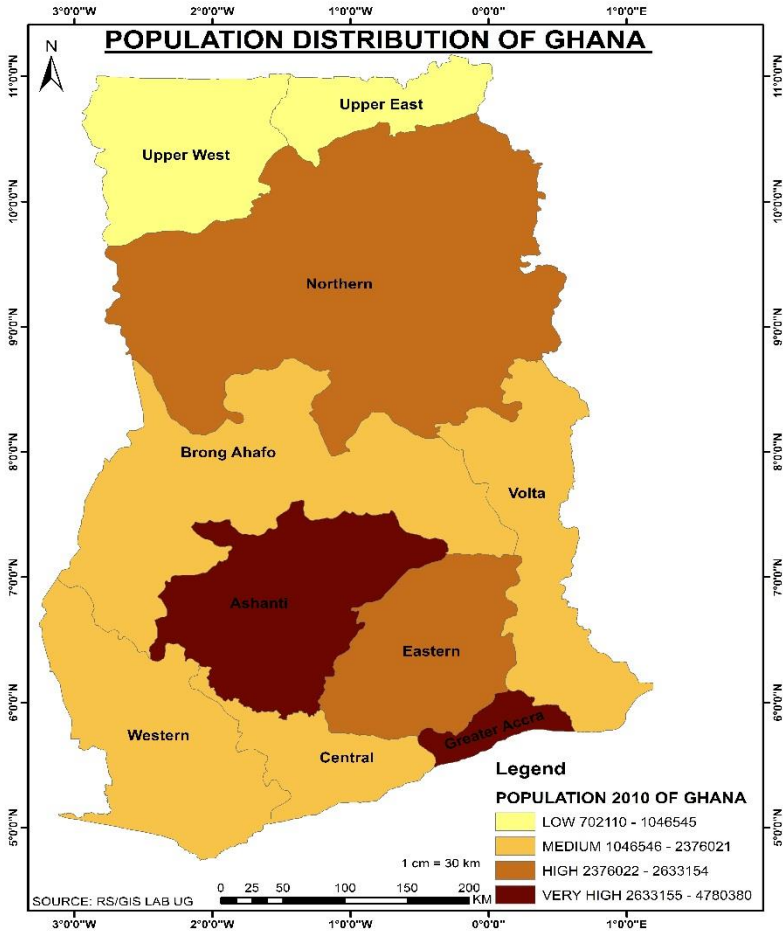 POPULATION DISTRIBUTION OF GHANA
N
3°0'0"W 2°0'0"W 1°0'0"W 0°0'0" 1°0'0"E
11°0'0"N 11°0'0"N
Upper East
Upper West
10°0'0"N 10°0'0"N
Northern
9°0'0"N 9°0'0"N
8°0'0"N 8°0'0"N
Brong Ahafo
Volta
7°0'0"N 7°0'0"N
Ashanti
Eastern
6°0'0"N 6°0'0"N
Western
Greater Accra
Central
5°0'0"N 5°0'0"N
Legend
POPULATION 2010 OF GHANA
LOW 702110 - 1046545
MEDIUM 1046546 - 2376021
HIGH 2376022 - 2633154
VERY HIGH 2633155 - 4780380
1 cm = 30 km
0 25 50 100 150 200
KM
SOURCE: RS/GIS LAB UG
3°0'0"W 2°0'0"W 1°0'0"W 0°0'0" 1°0'0"E